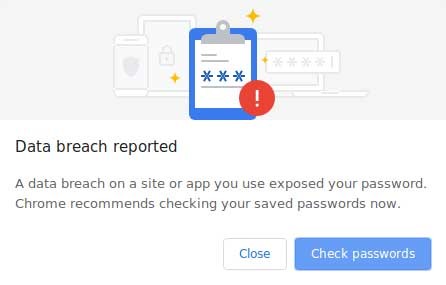 Data breach reported
A data breach on a site or app you use exposed your password.
Chrome recommends checking your saved passwords now.
Close
Check passwords